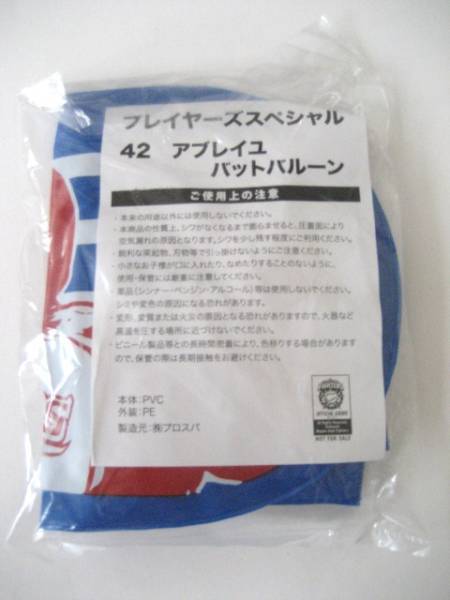 プレイヤーズスペシャル
42 アブレイユ
バットバルーン
ご使用上の注意
・本来の用途以外には使用しないでください。
・本商品の性質上、シワがなくなるまで膨らませると、圧着面により
空気漏れの原因となります。シワを少し残す程度にご利用ください。
・鋭利な突起物、刃物等で引っ掛けないようにご注意ください。
・小さなお子様が口に入れたり、なめたりすることのないように、
使用・保管には厳重に注意してください。
・薬品(シンナー・ベンジン・アルコール)等は使用しないでください。
シミや変色の原因になる恐れがあります。
・変形、変質または火災の原因となる恐れがありますので、火器など
高温を圧する場所に近づけないでください。
・ビニール製品等との長時間密着により、色移りする場合があります
ので、保管の際は長期接触をお避けください。
本体:PVC
外装:PE
製造元:㈱プロスパ
OFFICIAL GOODS
NOT FOR SALE